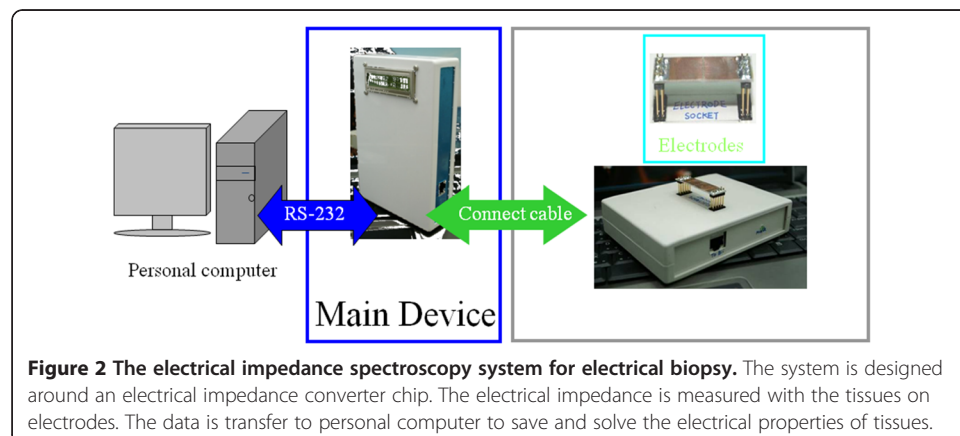 ELECTRODE
SOCKET
Electrodes
RS-232
Connect cable
Personal computer
Main Device
Figure 2 The electrical impedance spectroscopy system for electrical biopsy. The system is designed
around an electrical impedance converter chip. The electrical impedance is measured with the tissues on
electrodes. The data is transfer to personal computer to save and solve the electrical properties of tissues.